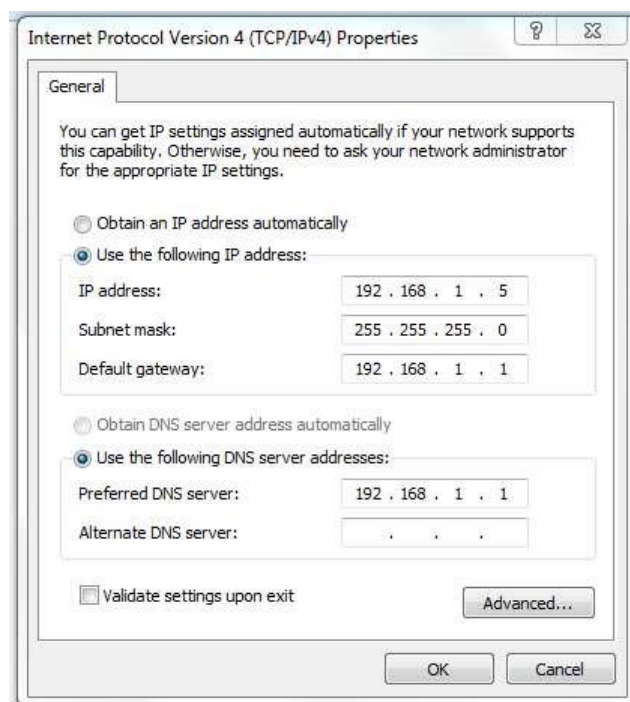 Internet Protocol Version 4 (TCP/IPv4) Properties
General
You can get IP settings assigned automatically if your network supports
this capability. Otherwise, you need to ask your network administrator
for the appropriate IP settings.
Obtain an IP address automatically
Use the following IP address:
IP address: 192 . 168 . 1 . 5
Subnet mask: 255 . 255 . 255 . 0
Default gateway: 192 . 168 . 1 . 1
Obtain DNS server address automatically
Use the following DNS server addresses:
Preferred DNS server: 192 . 168 . 1 . 1
Alternate DNS server: . . .
Validate settings upon exit
Advanced...
OK Cancel